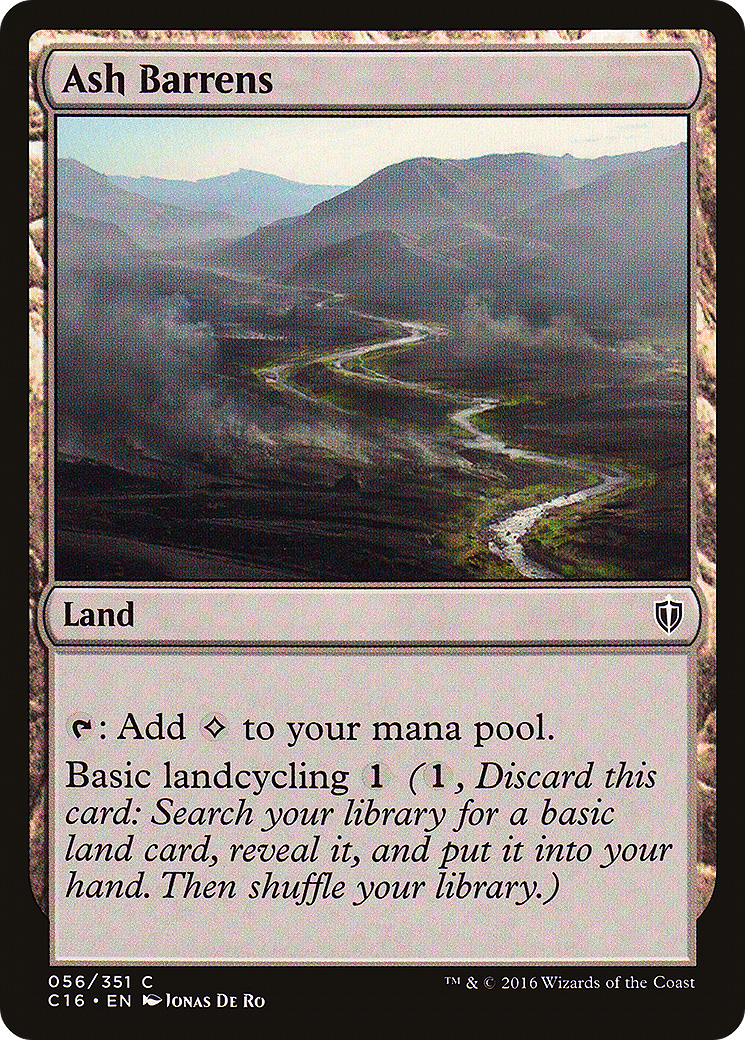 Ash Barrens
Land
: Add to your mana pool.
Basic landcycling 1 (1, Discard this
card: Search your library for a basic
land card, reveal it, and put it into your
hand. Then shuffle your library.)
056/351 C
C16 • EN Jonas De Ro
™ & © 2016 Wizards of the Coast